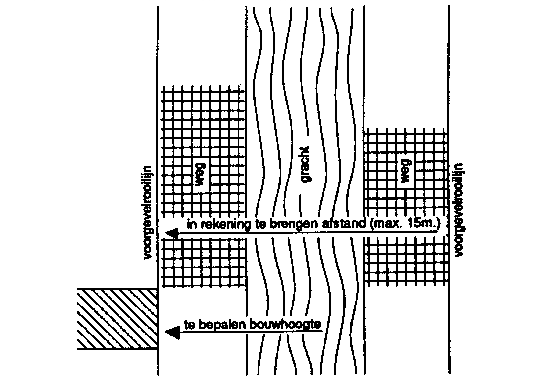 voorgevelrooilijn
weg
gracht
weg
voorgevelrooilijn
in rekening te brengen afstand (max. 15m.)
te bepalen bouwhoogte